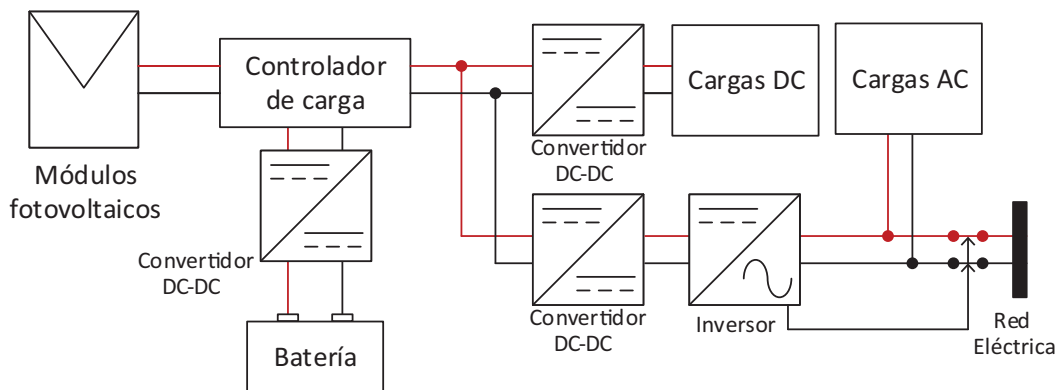 Controlador
de carga
Cargas DC
Cargas AC
Convertidor
DC-DC
Módulos
fotovoltaicos
Convertidor
DC-DC
Batería
Convertidor
DC-DC
Inversor
Red
Eléctrica